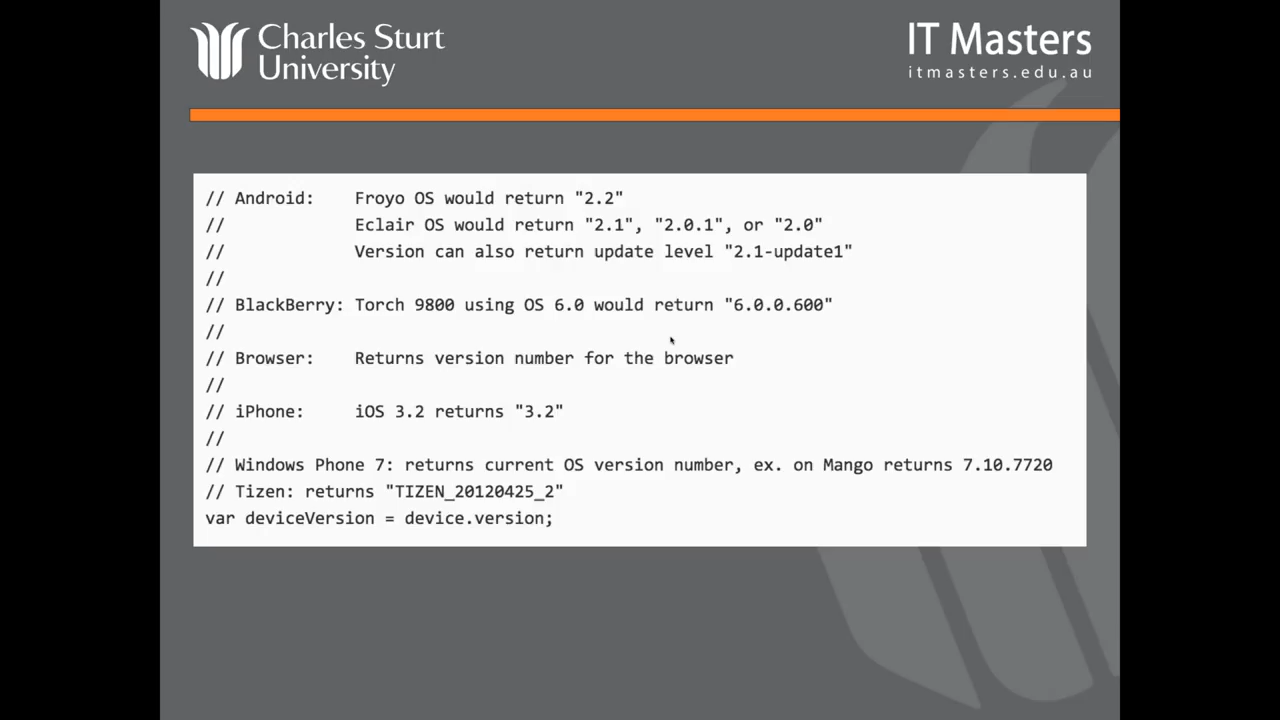 Charles Sturt
University
IT Masters
itmasters.edu.au
// Android:    Froyo OS would return "2.2"
//             Eclair OS would return "2.1", "2.0.1", or "2.0"
//             Version can also return update level "2.1-update1"
//
// BlackBerry: Torch 9800 using OS 6.0 would return "6.0.0.600"
//
// Browser:    Returns version number for the browser
//
// iPhone:     iOS 3.2 returns "3.2"
//
// Windows Phone 7: returns current OS version number, ex. on Mango returns 7.10.7720
// Tizen: returns "TIZEN_20120425_2"
var deviceVersion = device.version;